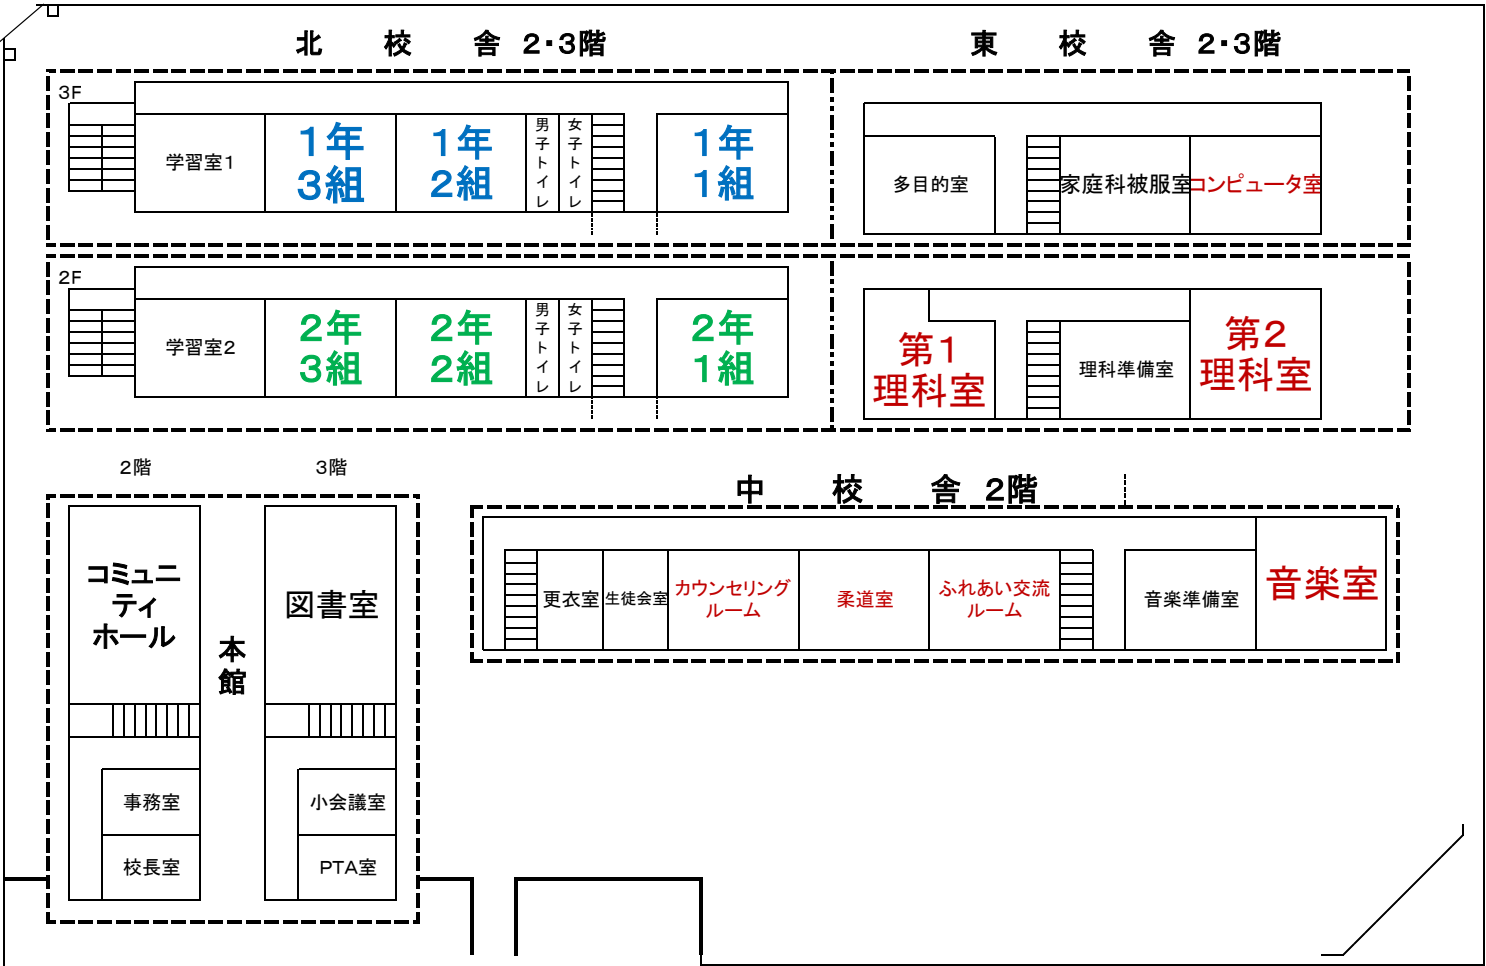 北校舎 2・3階
東校舎 2・3階
3F
学習室1
1年
3組
1年
2組
男子トイレ
女子トイレ
1年
1組
多目的室
家庭科被服室
コンピュータ室
2F
学習室2
2年
3組
2年
2組
男子トイレ
女子トイレ
2年
1組
第1
理科室
理科準備室
第2
理科室
2階
3階
コミュニ
ティ
ホール
図書室
本館
事務室
校長室
小会議室
PTA室
中校舎 2階
更衣室
生徒会室
カウンセリング
ルーム
柔道室
ふれあい交流
ルーム
音楽準備室
音楽室